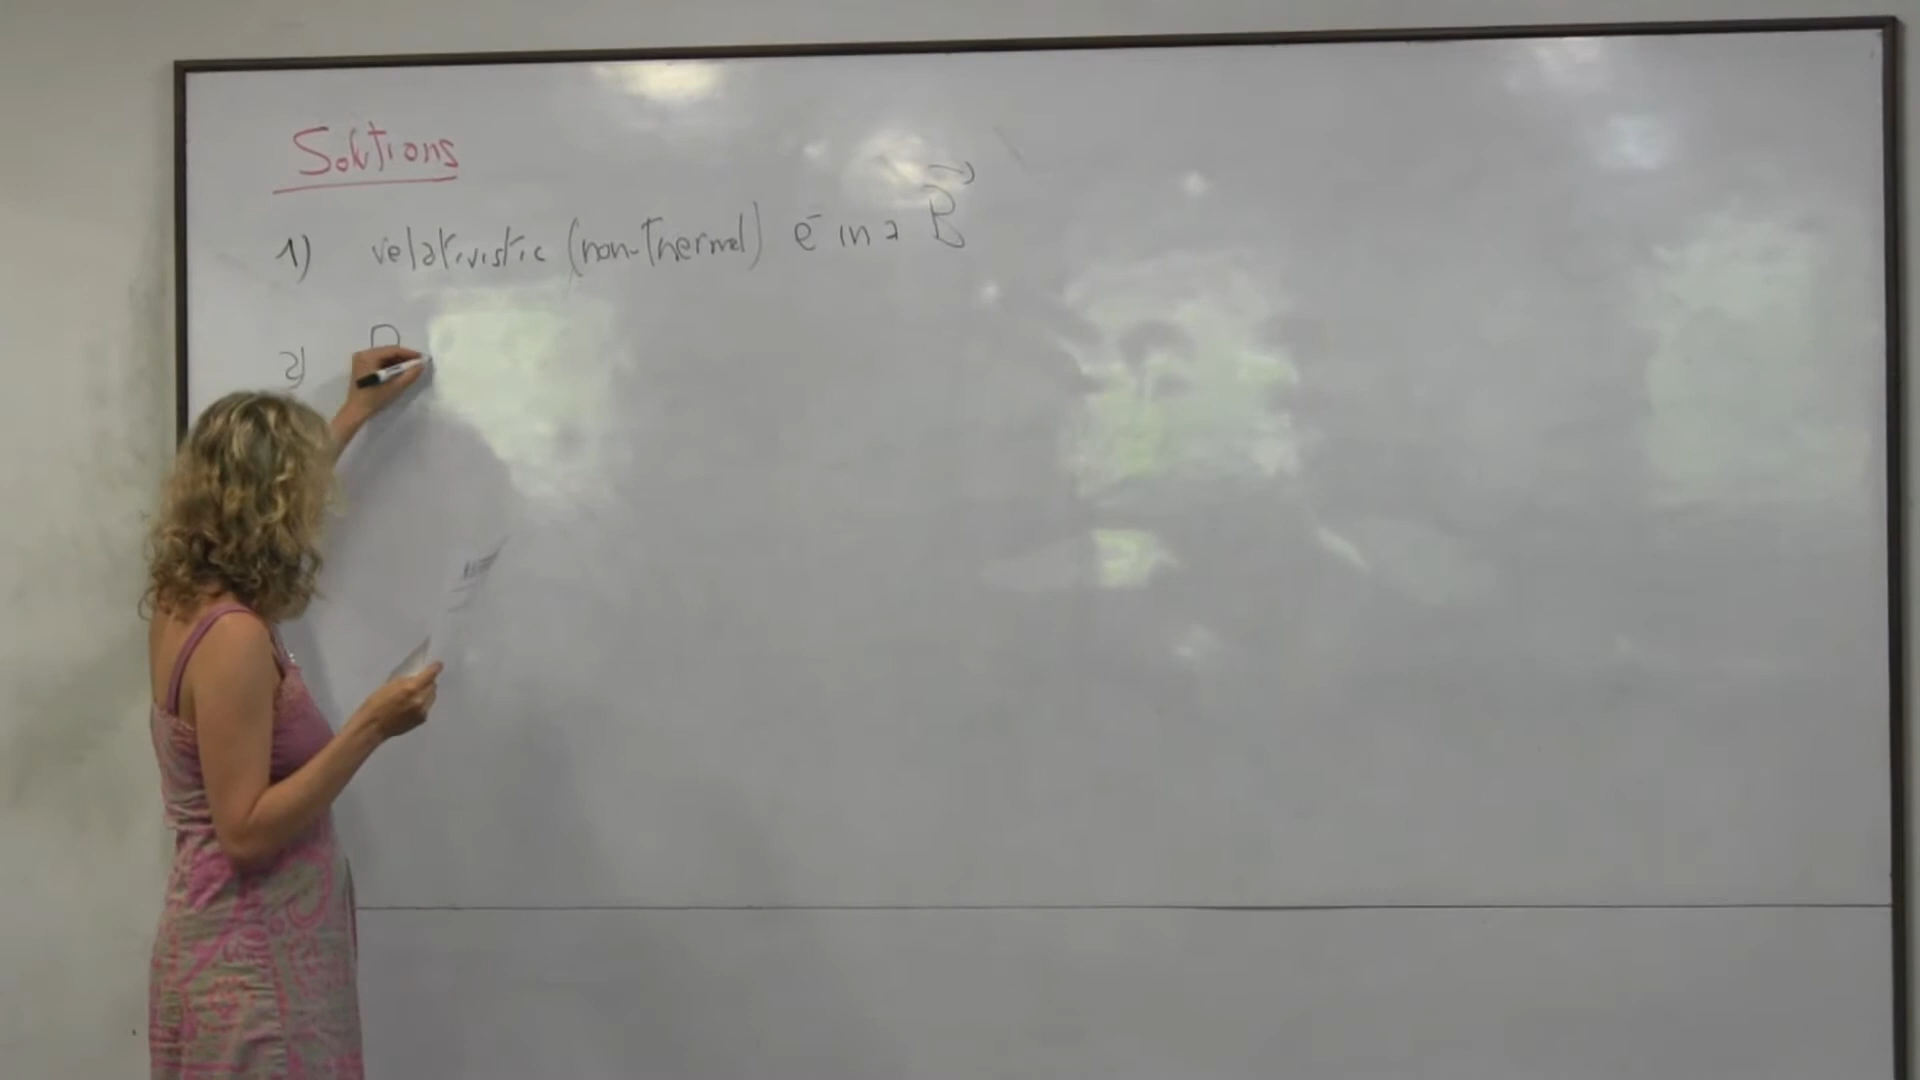 Solutions
1) relativistic (non-thermal) e⁻ in a B⃗
2)